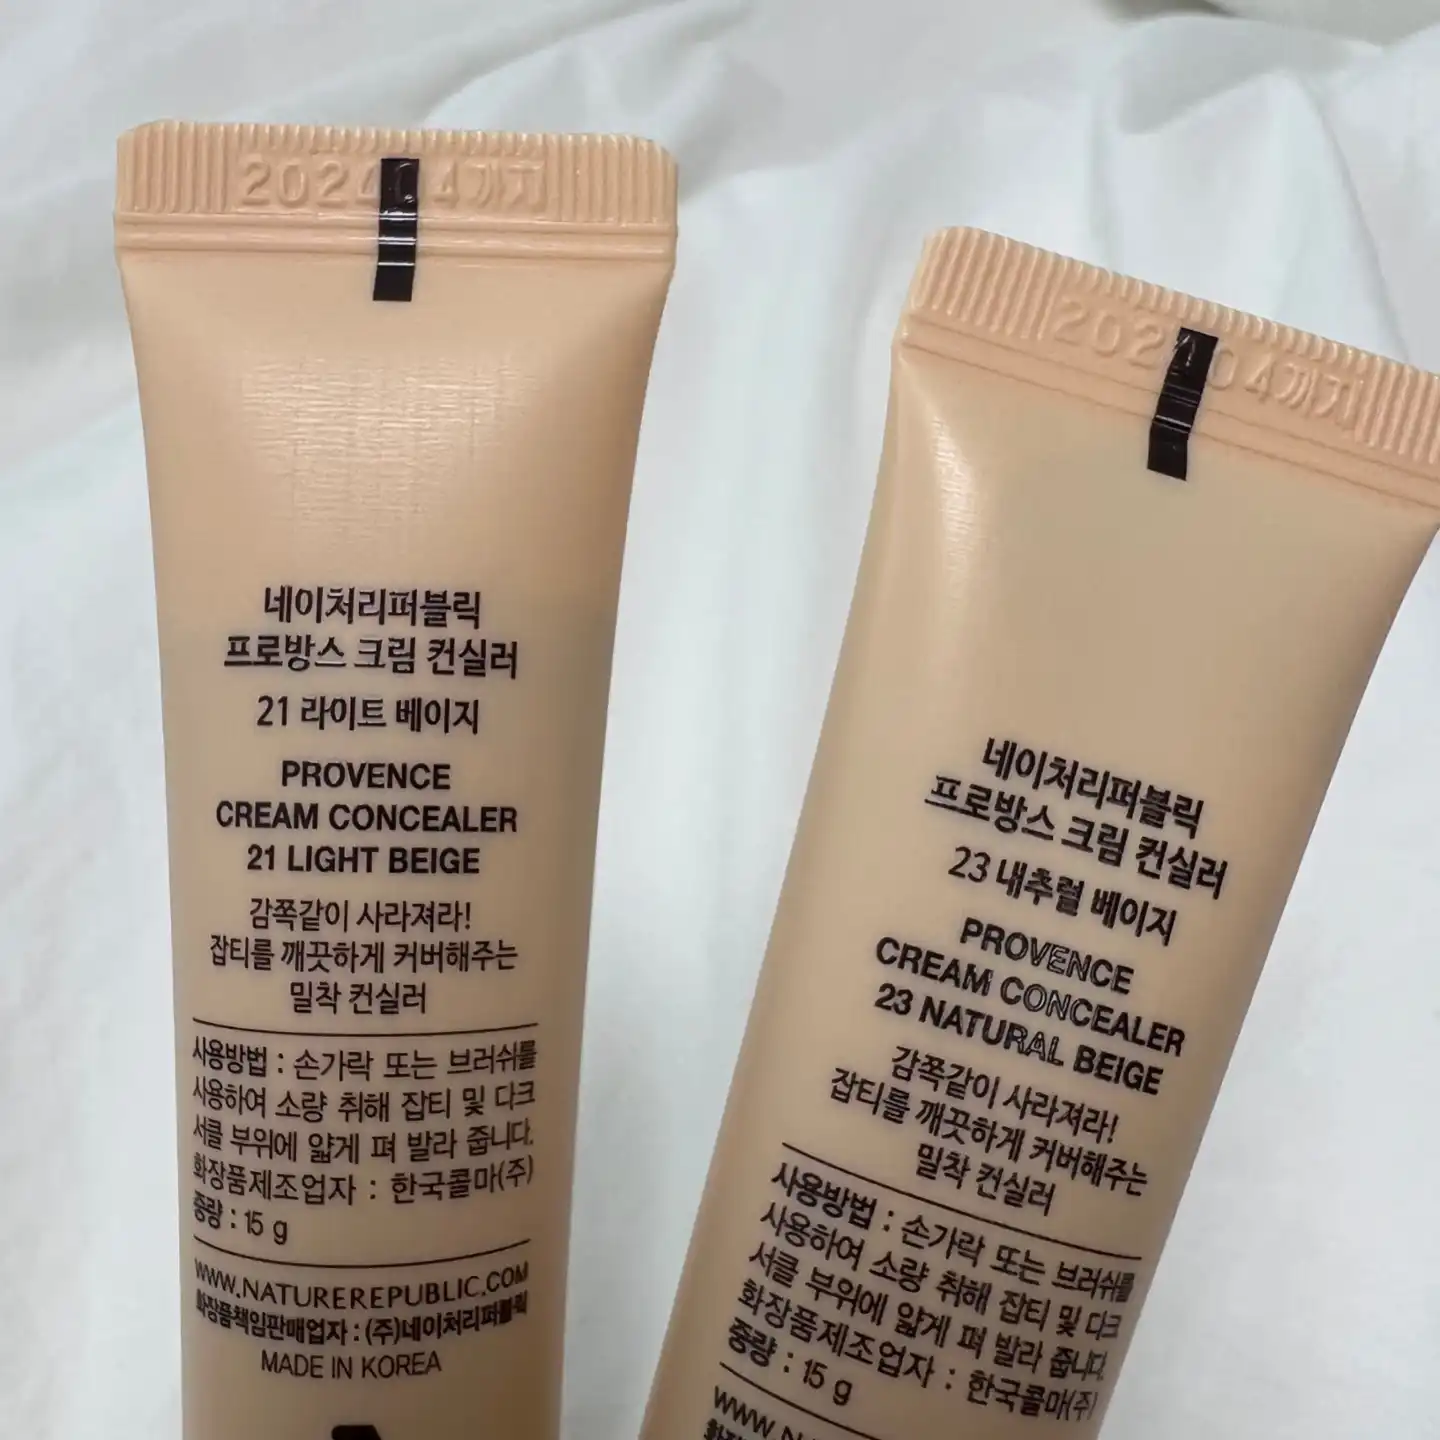 202 04까지
네이처리퍼블릭
프로방스 크림 컨실러
21 라이트 베이지
PROVENCE
CREAM CONCEALER
21 LIGHT BEIGE
감쪽같이 사라져라!
잡티를 깨끗하게 커버해주는
밀착 컨실러
사용방법 : 손가락 또는 브러쉬를
사용하여 소량 취해 잡티 및 다크
서클 부위에 얇게 펴 발라 줍니다.
화장품제조업자 : 한국콜마(주)
중량 : 15 g
WWW.NATUREREPUBLIC.COM
화장품책임판매업자 : (주)네이처리퍼블릭
MADE IN KOREA
202 04까지
네이처리퍼블릭
프로방스 크림 컨실러
23 내추럴 베이지
PROVENCE
CREAM CONCEALER
23 NATURAL BEIGE
감쪽같이 사라져라!
잡티를 깨끗하게 커버해주는
밀착 컨실러
사용방법 : 손가락 또는 브러쉬를
사용하여 소량 취해 잡티 및 다크
서클 부위에 얇게 펴 발라 줍니다.
화장품제조업자 : 한국콜마(주)
중량 : 15 g